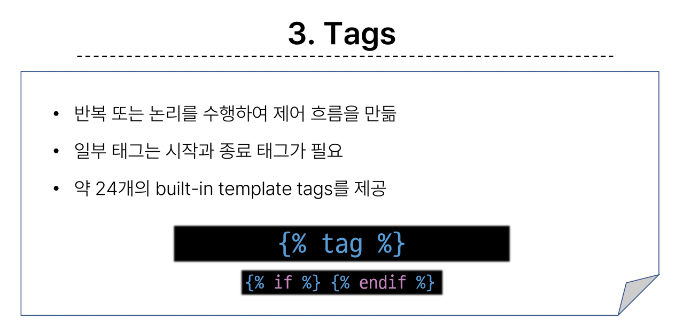 3. Tags
• 반복 또는 논리를 수행하여 제어 흐름을 만듦
• 일부 태그는 시작과 종료 태그가 필요
• 약 24개의 built-in template tags를 제공
{% tag %}
{% if %} {% endif %}